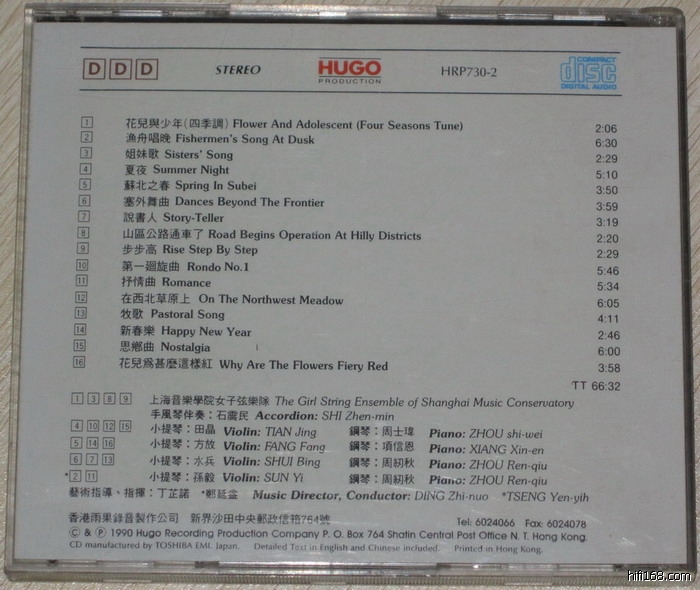 D D D STEREO HUGO PRODUCTION HRP730-2 COMPACT disc DIGITAL AUDIO
1 花兒與少年(四季調) Flower And Adolescent (Four Seasons Tune) 2:06
2 漁舟唱晚 Fishermen's Song At Dusk 6:30
3 姐妹歌 Sisters' Song 2:29
4 夏夜 Summer Night 5:10
5 蘇北之春 Spring In Subei 3:50
6 塞外舞曲 Dances Beyond The Frontier 3:59
7 說書人 Story-Teller 3:19
8 山區公路通車了 Road Begins Operation At Hilly Districts 2:20
9 步步高 Rise Step By Step 2:29
10 第一廻旋曲 Rondo No.1 5:46
11 抒情曲 Romance 5:34
12 在西北草原上 On The Northwest Meadow 6:05
13 牧歌 Pastoral Song 4:11
14 新春樂 Happy New Year 2:46
15 思鄉曲 Nostalgia 6:00
16 花兒爲甚麼這樣紅 Why Are The Flowers Fiery Red 3:58
TT 66:32
1 3 8 9 上海音樂學院女子弦樂隊 The Girl String Ensemble of Shanghai Music Conservatory
手風琴伴奏：石震民 Accordion: SHI Zhen-min
4 10 12 15 小提琴：田晶 Violin: TIAN Jing 鋼琴：周士瑋 Piano: ZHOU shi-wei
5 14 16 小提琴：方放 Violin: FANG Fang 鋼琴：項信恩 Piano: XIANG Xin-en
6 7 13 小提琴：水兵 Violin: SHUI Bing 鋼琴：周紉秋 Piano: ZHOU Ren-qiu
*2 11 小提琴：孫毅 Violin: SUN Yi 鋼琴：周紉秋 Piano: ZHOU Ren-qiu
藝術指導、指揮：丁芷諾 *鄭延益 Music Director, Conductor: DING Zhi-nuo *TSENG Yen-yih
香港雨果錄音製作公司 新界沙田中央郵政信箱764號 Tel: 6024066 Fax: 6024078
© & ℗ 1990 Hugo Recording Production Company P. O. Box 764 Shatin Central Post Office N. T. Hong Kong.
CD manufactured by TOSHIBA EMI, Japan. Detailed Text in English and Chinese included. Printed in Hong Kong.
hifi168.com